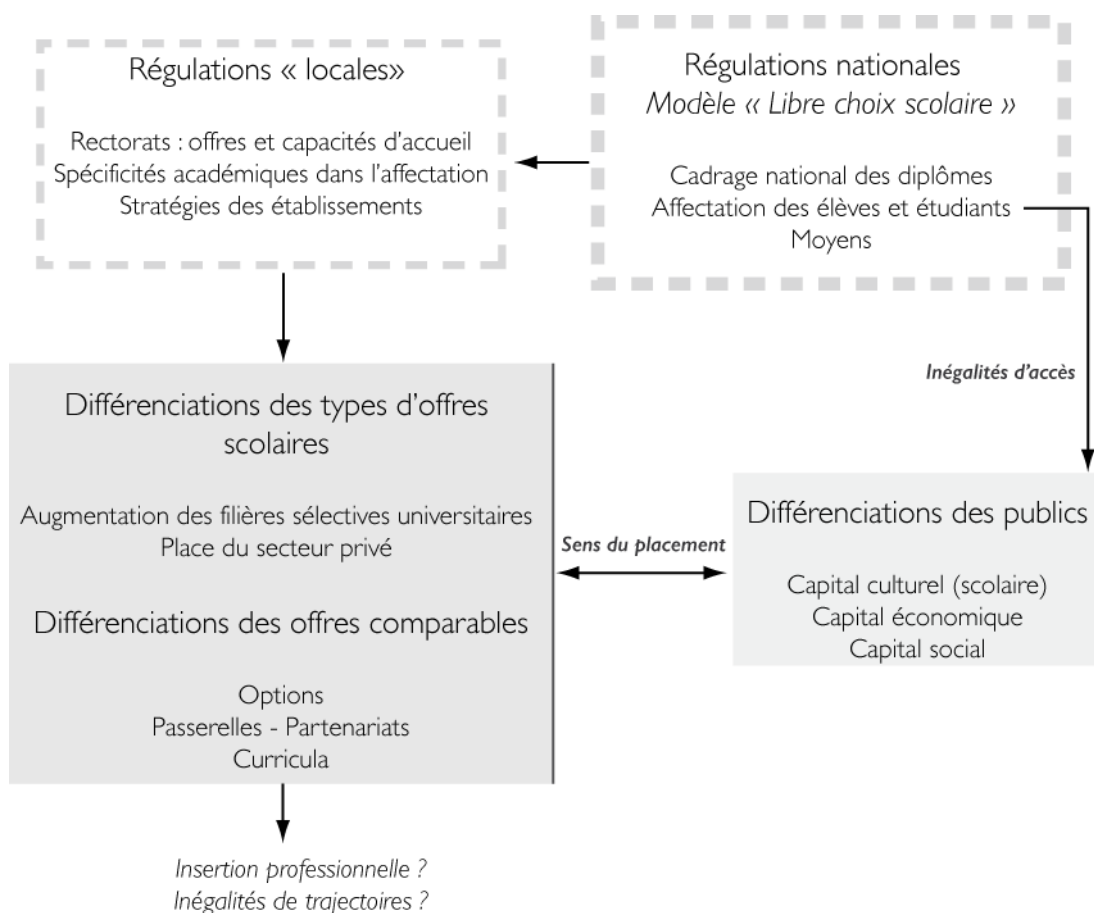 Régulations « locales»
Rectorats : offres et capacités d'accueil
Spécificités académiques dans l'affectation
Stratégies des établissements
Régulations nationales
Modèle « Libre choix scolaire »
Cadrage national des diplômes
Affectation des élèves et étudiants
Moyens
Inégalités d'accès
Différenciations des types d'offres
scolaires
Augmentation des filières sélectives universitaires
Place du secteur privé
Différenciations des offres comparables
Options
Passerelles - Partenariats
Curricula
Sens du placement
Différenciations des publics
Capital culturel (scolaire)
Capital économique
Capital social
Insertion professionnelle ?
Inégalités de trajectoires ?